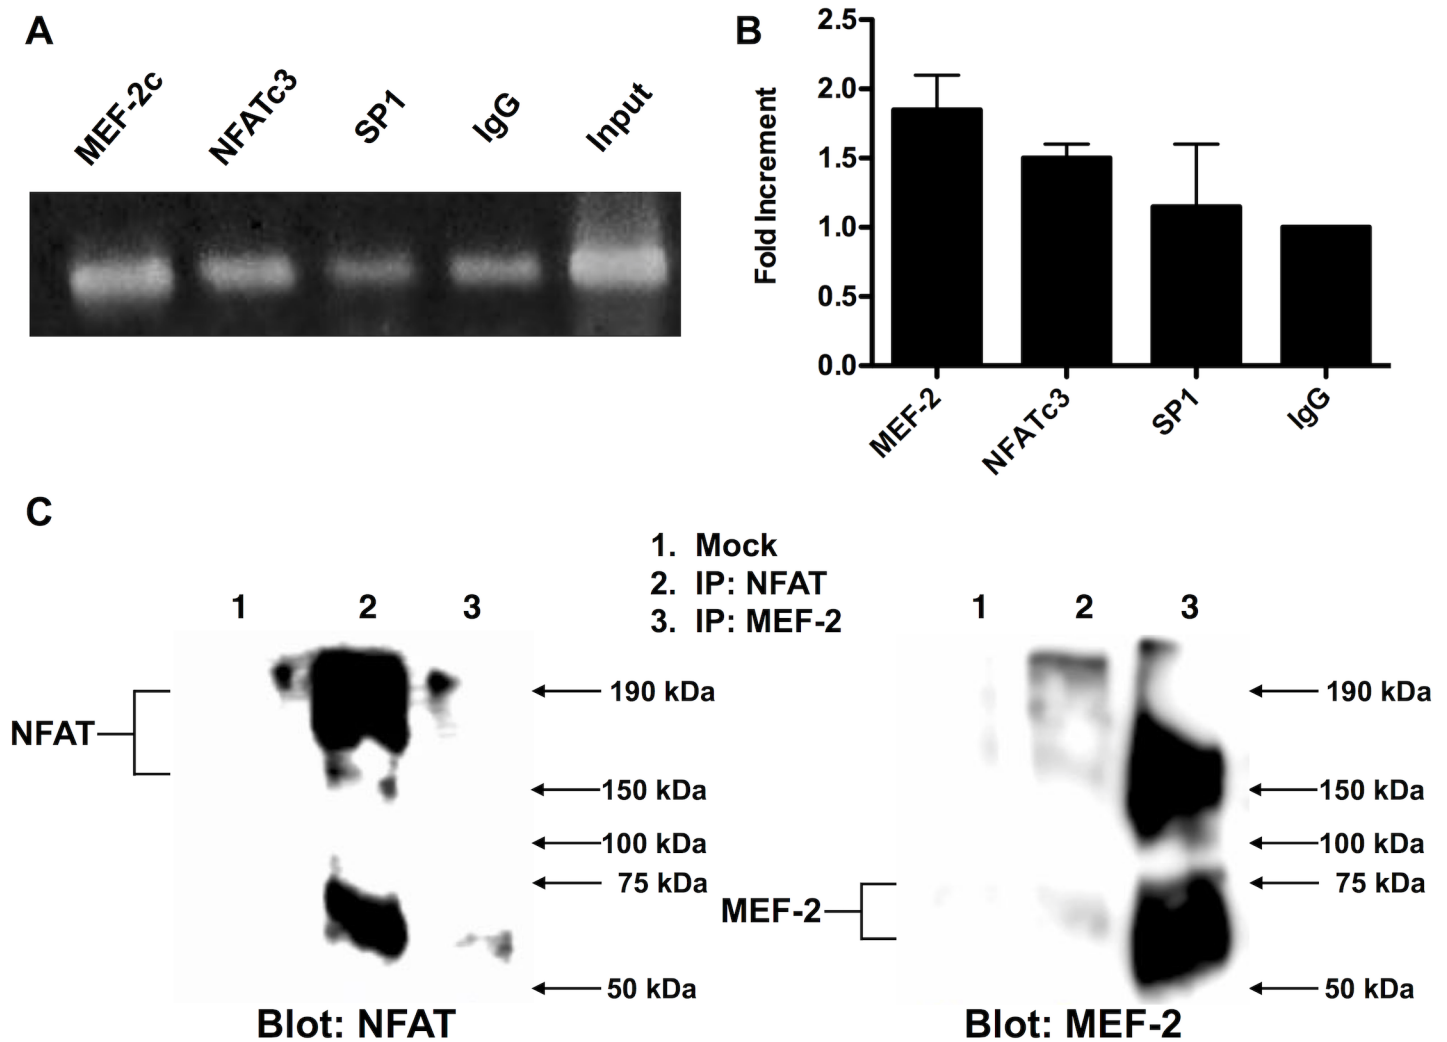 A
MEF-2c
NFATc3
SP1
IgG
Input
B
Fold Increment
2.5
2.0
1.5
1.0
0.5
0.0
MEF-2
NFATc3
SP1
IgG
C
1. Mock
2. IP: NFAT
3. IP: MEF-2
1 2 3
NFAT
190 kDa
150 kDa
100 kDa
75 kDa
50 kDa
Blot: NFAT
1 2 3
MEF-2
190 kDa
150 kDa
100 kDa
75 kDa
50 kDa
Blot: MEF-2